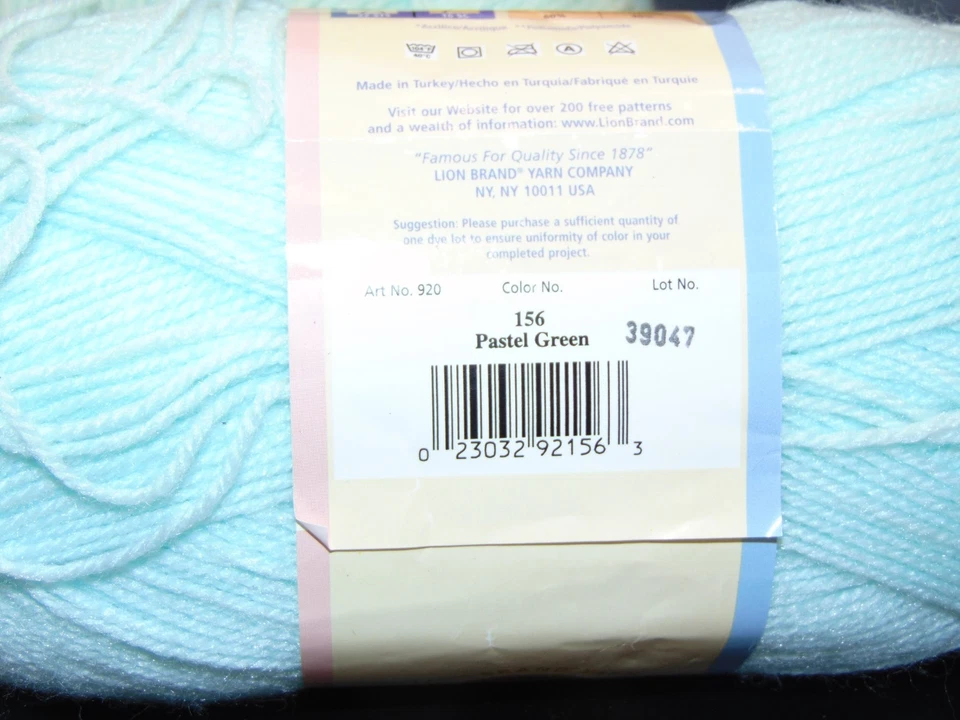 Made in Turkey/Hecho en Turquia/Fabriqué en Turquie
Visit our Website for over 200 free patterns
and a wealth of information: www.LionBrand.com
"Famous For Quality Since 1878"
LION BRAND® YARN COMPANY
NY, NY 10011 USA
Suggestion: Please purchase a sufficient quantity of
one dye lot to ensure uniformity of color in your
completed project.
Art No. 920 Color No. Lot No.
156
Pastel Green 39047
0 23032 92156 3